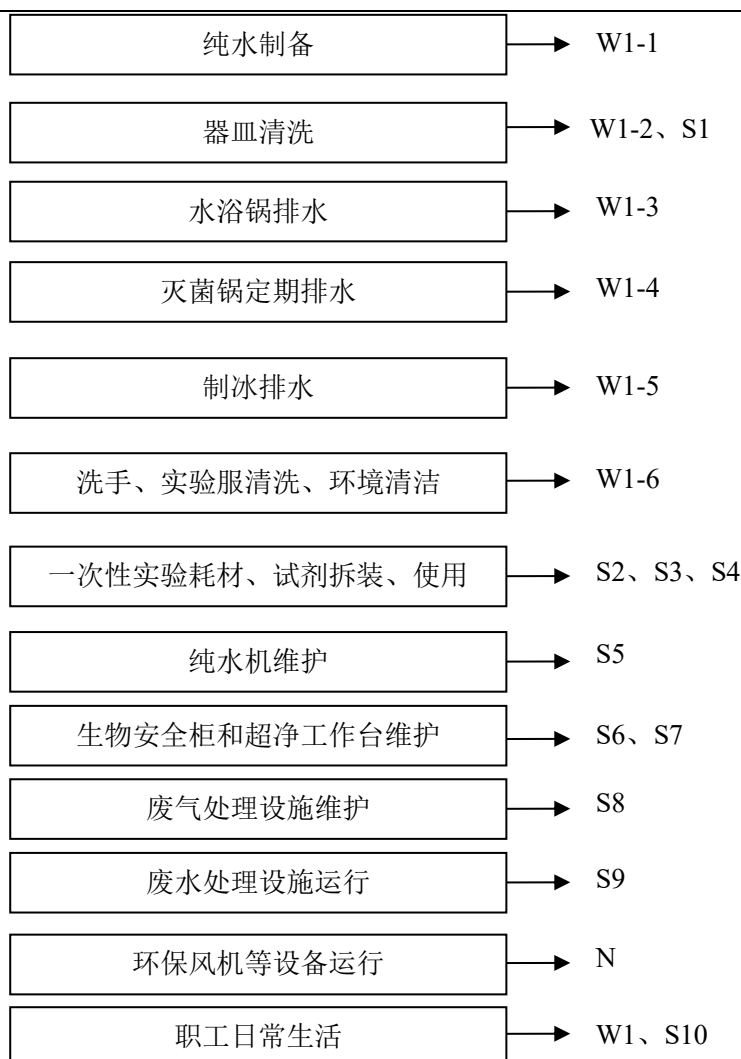 纯水制备 W1-1
器皿清洗 W1-2、S1
水浴锅排水 W1-3
灭菌锅定期排水 W1-4
制冰排水 W1-5
洗手、实验服清洗、环境清洁 W1-6
一次性实验耗材、试剂拆装、使用 S2、S3、S4
纯水机维护 S5
生物安全柜和超净工作台维护 S6、S7
废气处理设施维护 S8
废水处理设施运行 S9
环保风机等设备运行 N
职工日常生活 W1、S10